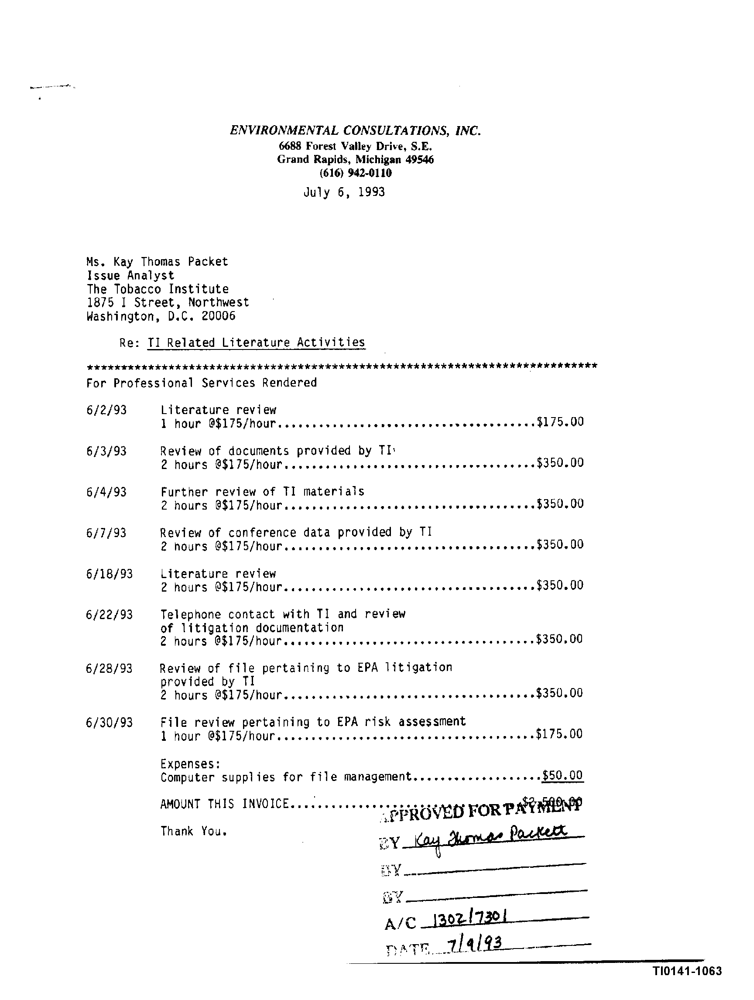 ENVIRONMENTAL CONSULTATIONS, INC.
6688 Forest Valley Drive, S.E.
Grand Rapids, Michigan 49546
(616) 942-0110
July 6, 1993
Ms. Kay Thomas Packet
Issue Analyst
The Tobacco Institute
1875 I Street, Northwest
Washington, D.C. 20006
Re: TI Related Literature Activities
***************************************************************************
For Professional Services Rendered
6/2/93 Literature review
1 hour @$175/hour......................................$175.00
6/3/93 Review of documents provided by TI
2 hours @$175/hour.....................................$350.00
6/4/93 Further review of TI materials
2 hours @$175/hour.....................................$350.00
6/7/93 Review of conference data provided by TI
2 hours @$175/hour.....................................$350.00
6/18/93 Literature review
2 hours @$175/hour.....................................$350.00
6/22/93 Telephone contact with TI and review
of litigation documentation
2 hours @$175/hour.....................................$350.00
6/28/93 Review of file pertaining to EPA litigation
provided by TI
2 hours @$175/hour.....................................$350.00
6/30/93 File review pertaining to EPA risk assessment
1 hour @$175/hour......................................$175.00
Expenses:
Computer supplies for file management...................$50.00
AMOUNT THIS INVOICE................
APPROVED FOR PAYMENT
Thank You.
BY Kay Thomas Packett
BY
BY
A/C 1302/7301
DATE 7/9/93
TI0141-1063